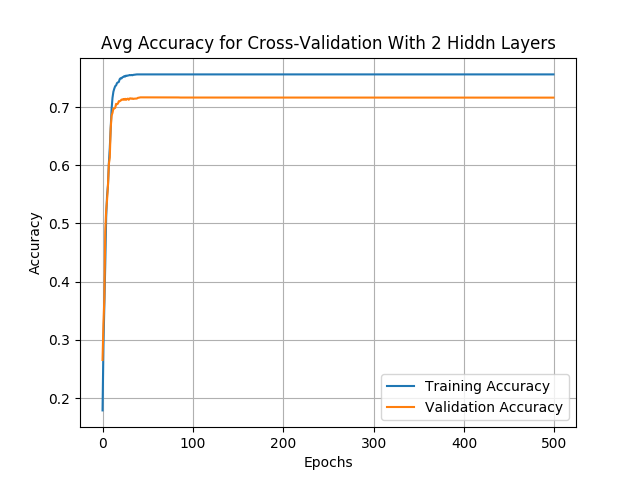 Avg Accuracy for Cross-Validation With 2 Hiddn Layers
0.7
0.6
0.5
0.4
0.3
0.2
Accuracy
0
100
200
300
400
500
Epochs
Training Accuracy
Validation Accuracy